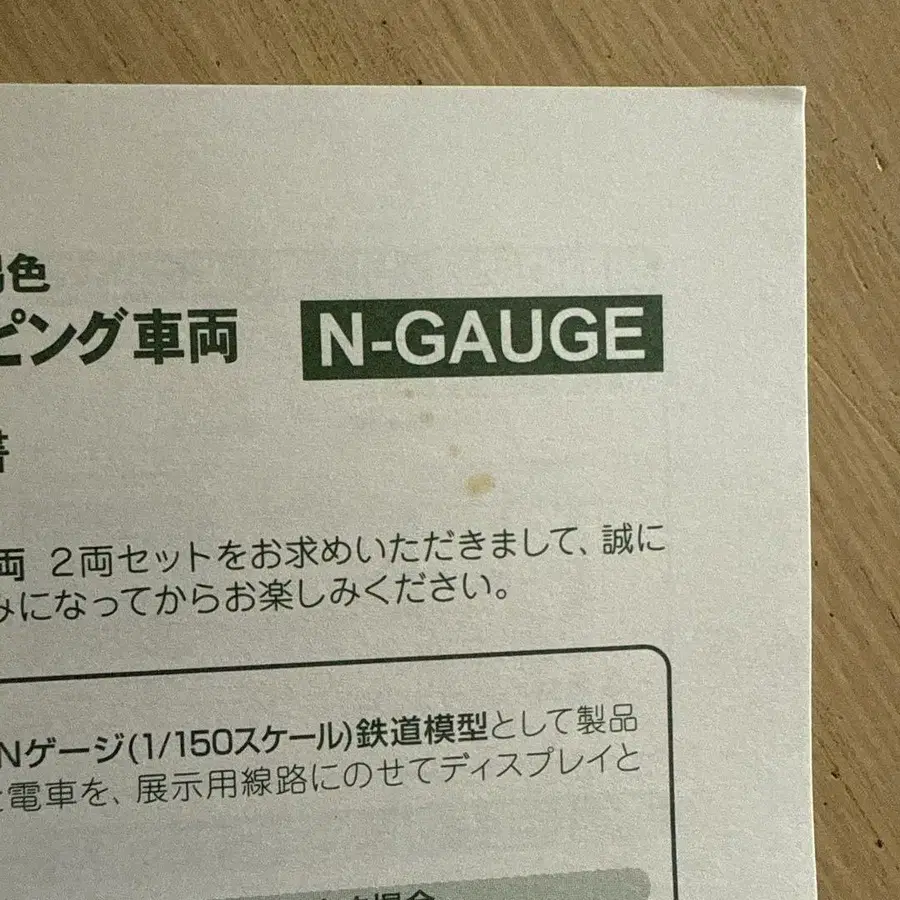 色
ピング車両 N-GAUGE
書
両 2両セットをお求めいただきまして、誠に
みになってからお楽しみください。
Nゲージ(1/150スケール)鉄道模型として製品
電車を、展示用線路にのせてディスプレイと
場合